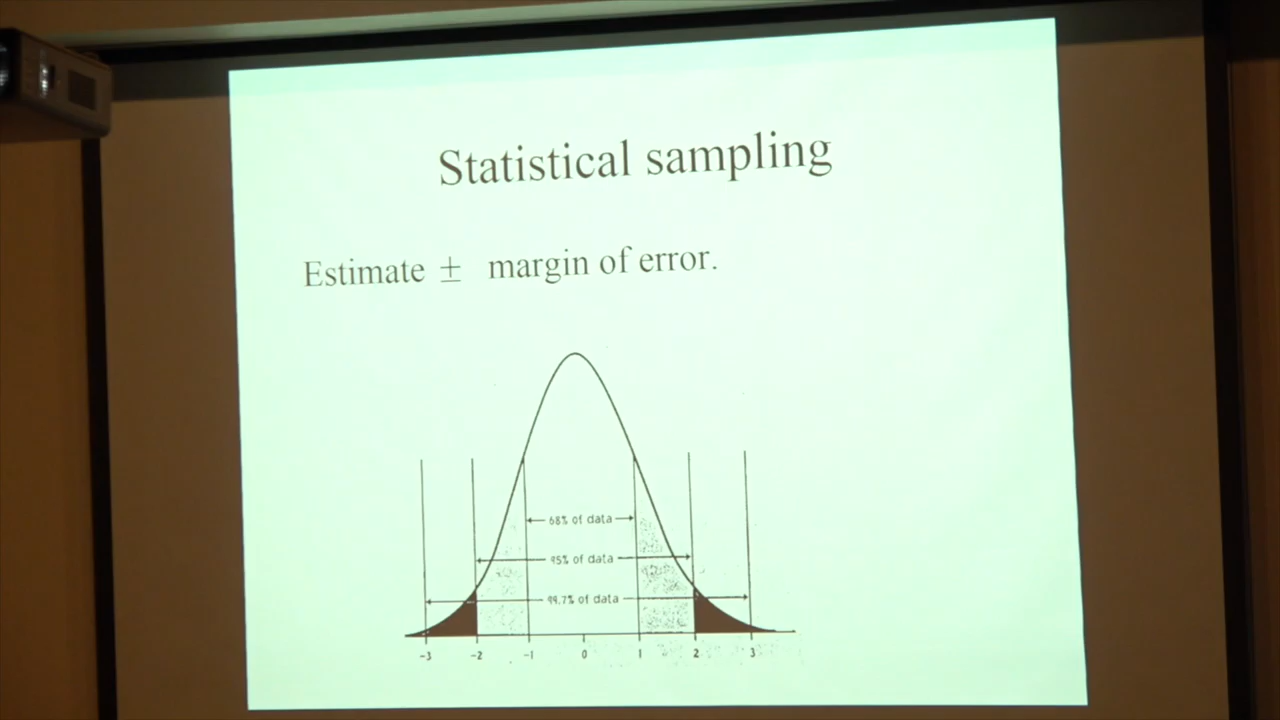 Statistical sampling
Estimate ± margin of error.
68% of data
95% of data
99.7% of data
-3 -2 -1 0 1 2 3